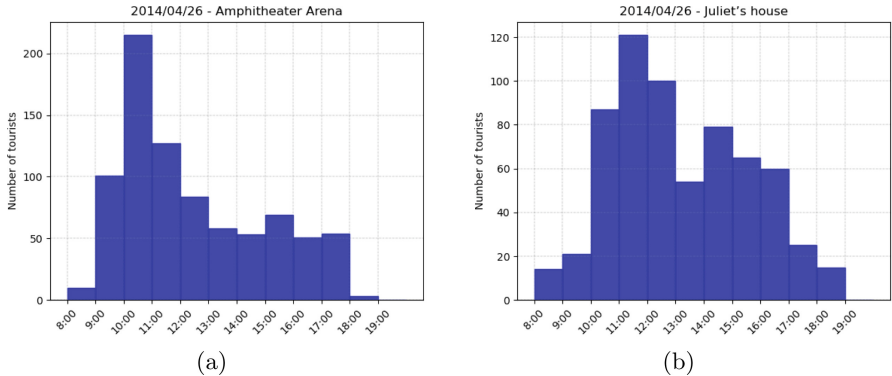 2014/04/26 - Amphitheater Arena
Number of tourists
200
150
100
50
0
8:00 9:00 10:00 11:00 12:00 13:00 14:00 15:00 16:00 17:00 18:00 19:00
(a)
2014/04/26 - Juliet’s house
Number of tourists
120
100
80
60
40
20
0
8:00 9:00 10:00 11:00 12:00 13:00 14:00 15:00 16:00 17:00 18:00 19:00
(b)